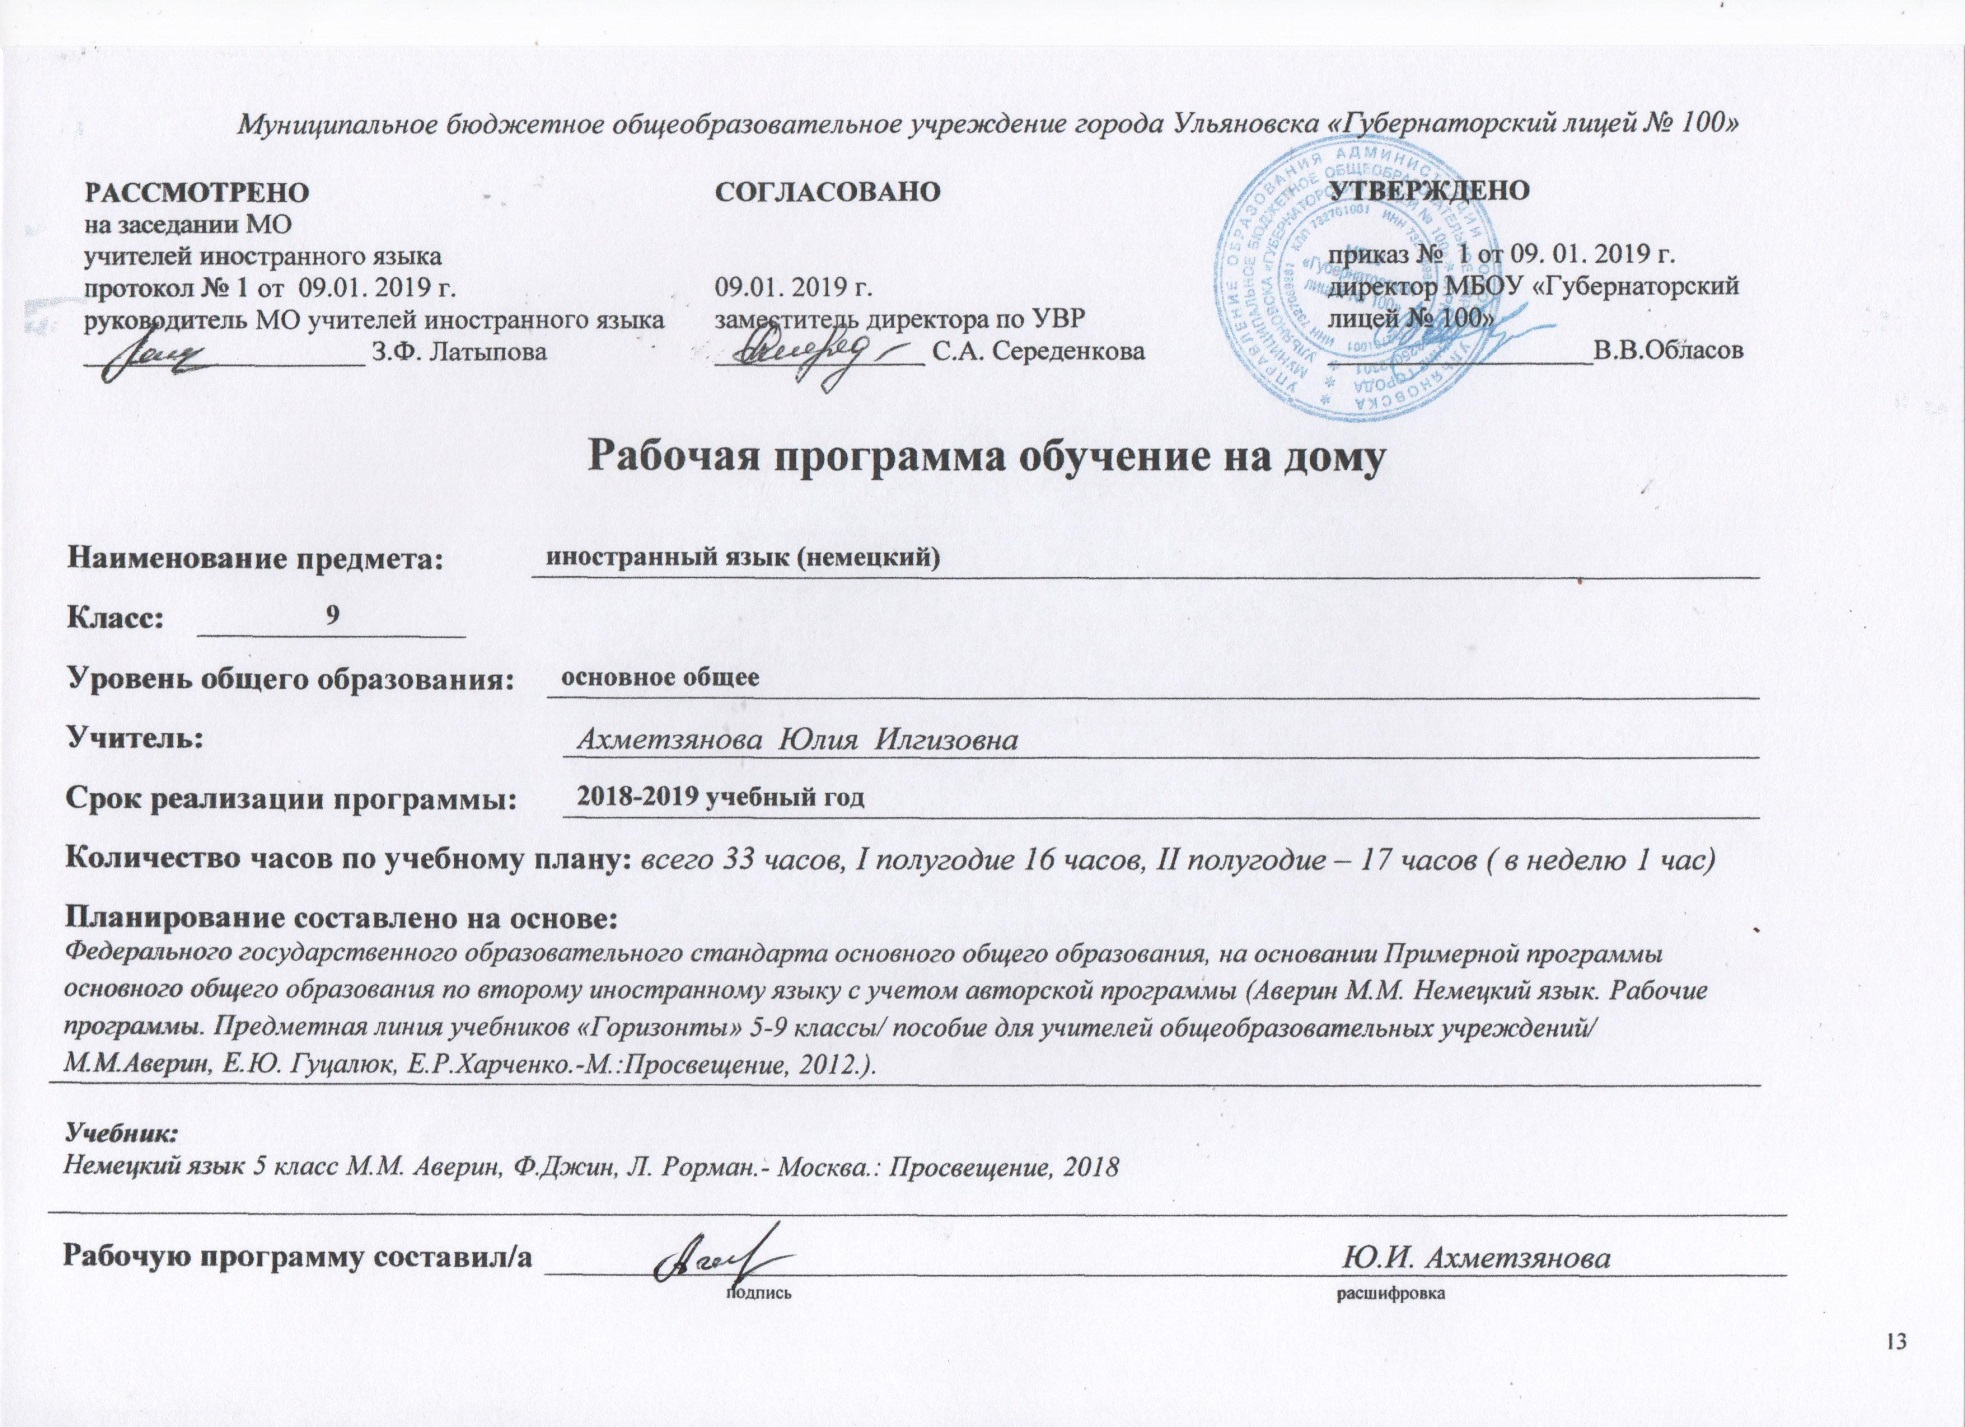 Муниципальное бюджетное общеобразовательное учреждение города Ульяновска «Губернаторский лицей № 100»
РАССМОТРЕНО
на заседании МО
учителей иностранного языка
протокол № 1 от 09.01. 2019 г.
руководитель МО учителей иностранного языка
З.Ф. Латыпова
СОГЛАСОВАНО
09.01. 2019 г.
заместитель директора по УВР
С.А. Середенкова
УТВЕРЖДЕНО
приказ № 1 от 09. 01. 2019 г.
директор МБОУ «Губернаторский
лицей № 100»
В.В.Обласов
УПРАВЛЕНИЕ ОБРАЗОВАНИЯ АДМИНИСТРАЦИИ ГОРОДА УЛЬЯНОВСКА
Рабочая программа обучение на дому
Наименование предмета: иностранный язык (немецкий)
Класс: 9
Уровень общего образования: основное общее
Учитель: Ахметзянова Юлия Илгизовна
Срок реализации программы: 2018-2019 учебный год
Количество часов по учебному плану: всего 33 часов, I полугодие 16 часов, II полугодие – 17 часов ( в неделю 1 час)
Планирование составлено на основе:
Федерального государственного образовательного стандарта основного общего образования, на основании Примерной программы
основного общего образования по второму иностранному языку с учетом авторской программы (Аверин М.М. Немецкий язык. Рабочие
программы. Предметная линия учебников «Горизонты» 5-9 классы/ пособие для учителей общеобразовательных учреждений/
М.М.Аверин, Е.Ю. Гуцалюк, Е.Р.Харченко.-М.:Просвещение, 2012.).
Учебник:
Немецкий язык 5 класс М.М. Аверин, Ф.Джин, Л. Рорман.- Москва.: Просвещение, 2018
Рабочую программу составил/а Ю.И. Ахметзянова
подпись расшифровка
13